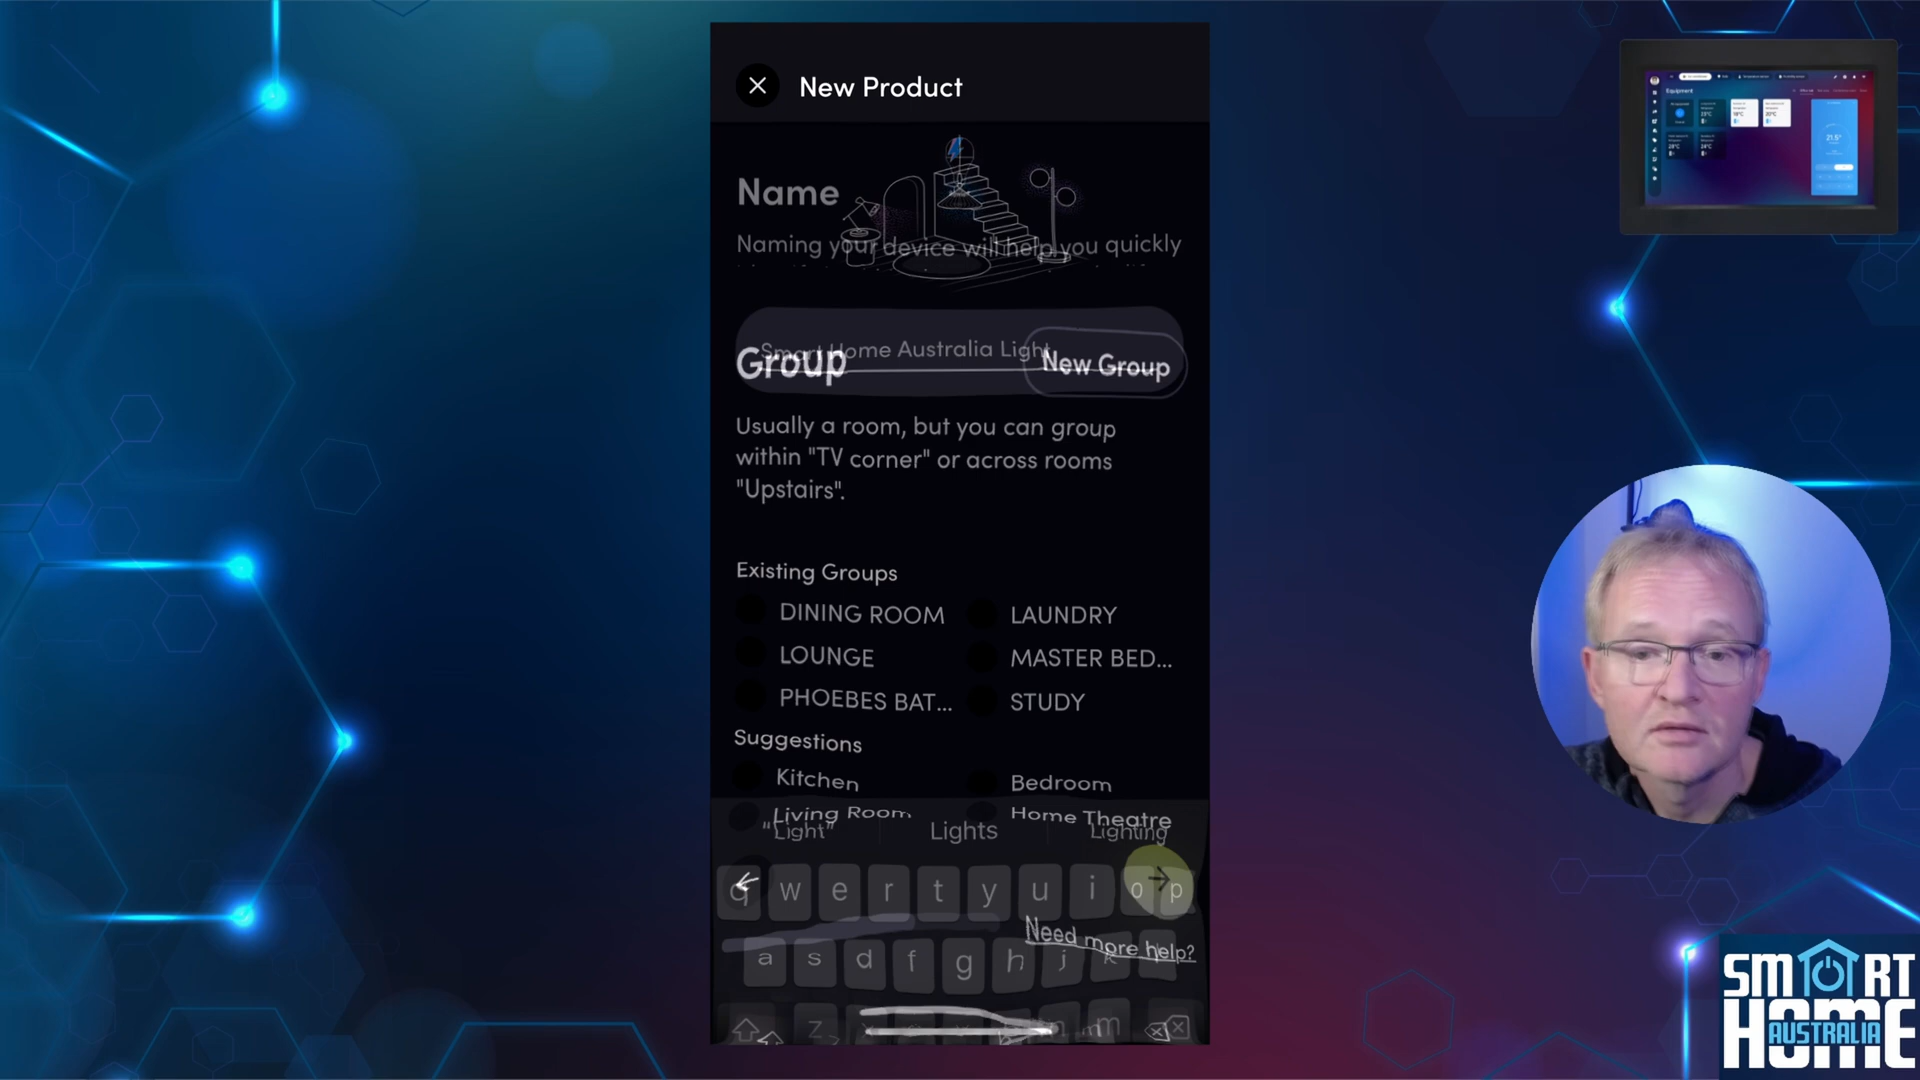 New Product
Name
Naming your device will help you quickly
Smart Home Australia Light
Group
New Group
Usually a room, but you can group
within "TV corner" or across rooms
"Upstairs".
Existing Groups
DINING ROOM
LAUNDRY
LOUNGE
MASTER BED...
PHOEBES BAT...
STUDY
Suggestions
Kitchen
Bedroom
Living Room
Home Theatre
"Light"
Lights
Lighting
q w e r t y u i o p
Need more help?
a s d f g h j k
z
m
Equipment
21.5°
SMART
HOME
AUSTRALIA